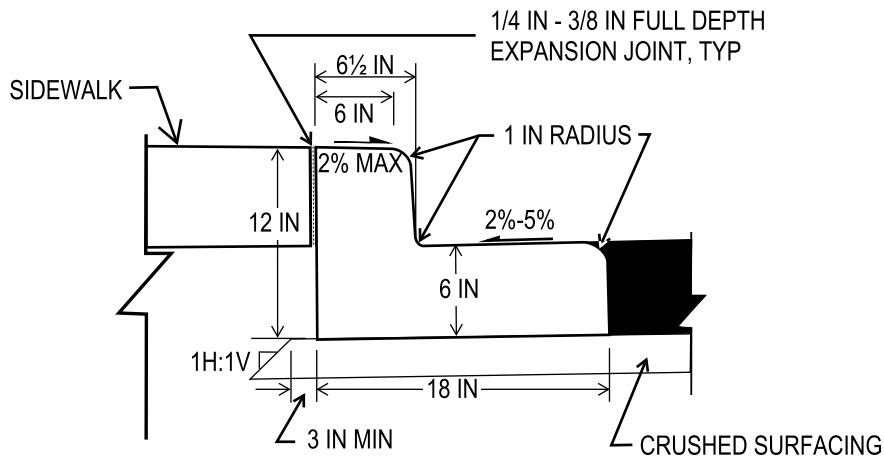 1/4 IN - 3/8 IN FULL DEPTH
EXPANSION JOINT, TYP
6½ IN
SIDEWALK
6 IN
1 IN RADIUS
2% MAX
12 IN
2%-5%
6 IN
1H:1V
18 IN
3 IN MIN
CRUSHED SURFACING